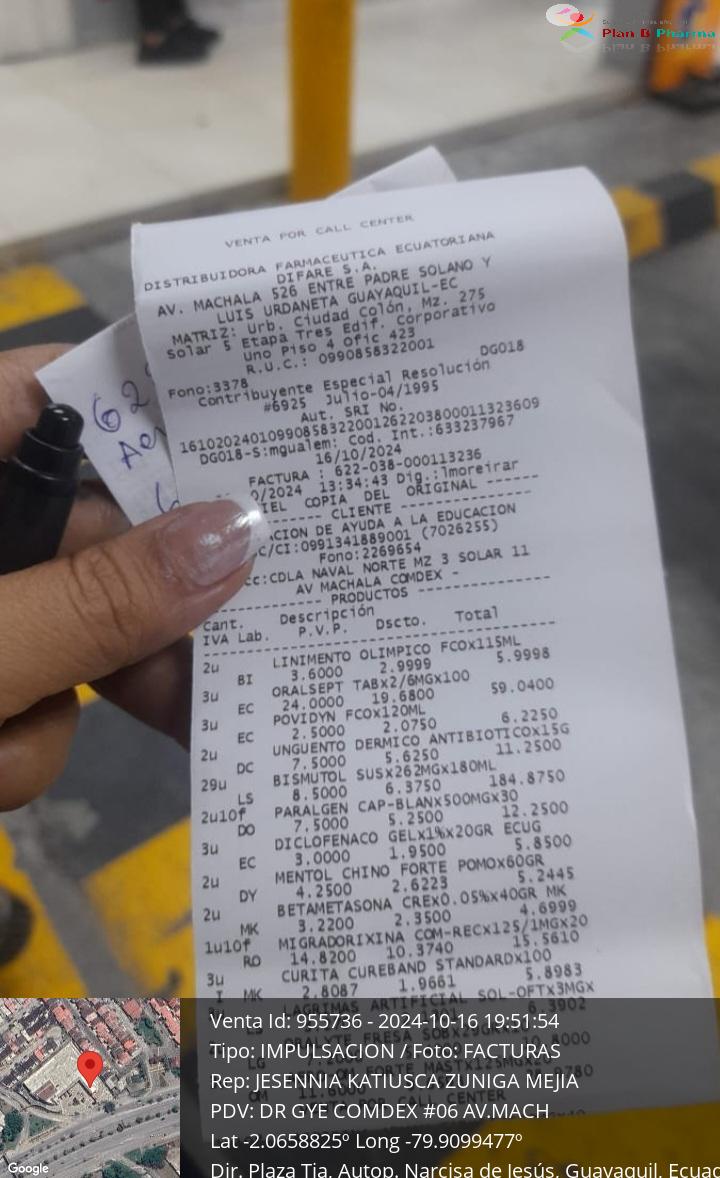 Plan B Pharma
VENTA POR CALL CENTER
DISTRIBUIDORA FARMACEUTICA ECUATORIANA
DIFARE S.A.
AV. MACHALA 526 ENTRE PADRE SOLANO Y
LUIS URDANETA GUAYAQUIL-EC
MATRIZ: Urb. Ciudad Colón, Mz. 275
Solar 5 Etapa Tres Edif. Corporativo
Uno Piso 4 Ofic 423
R.U.C.: 0990858322001
Fono:3378 DG018
Contribuyente Especial Resolución
#6925 Julio-04/1995
Aut. SRI No.
1610202401099085832200126220380001132360​9
DG018-S:mgualem: Cod. Int.:633237967
16/10/2024
FACTURA : 622-038-000113236
0/2024 13:34:43 Dig.:lmoreirar
IEL COPIA DEL ORIGINAL -------
--------- CLIENTE --------------
ACION DE AYUDA A LA EDUCACION
C/CI:0991341889001 (7026255)
Fono:2269654
cc:CDLA NAVAL NORTE MZ 3 SOLAR 11
AV MACHALA COMDEX -
------------- PRODUCTOS --------------
Cant. Descripción
IVA Lab. P.V.P. Dscto. Total
2u LINIMENTO OLIMPICO FCOx115ML
BI 3.6000 2.9999 5.9998
3u ORALSEPT TABx2/6MGx100
EC 24.0000 19.6800 59.0400
3u POVIDYN FCOx120ML
EC 2.5000 2.0750 6.2250
2u UNGUENTO DERMICO ANTIBIOTICOx15G
DC 7.5000 5.6250 11.2500
29u BISMUTOL SUSx262MGx180ML
LS 8.5000 6.3750 184.8750
2u10f PARALGEN CAP-BLANx500MGx30
DO 7.5000 5.2500 12.2500
3u DICLOFENACO GELx1%x20GR ECUG
EC 3.0000 1.9500 5.8500
2u MENTOL CHINO FORTE POMOx60GR
DY 4.2500 2.6223 5.2445
2u BETAMETASONA CREx0.05%x40GR MK
MK 3.2200 2.3500 4.6999
1u10f MIGRADORIXINA COM-RECx125/1MGx20
RO 14.8200 10.3740 15.5610
3u CURITA CUREBAND STANDARDx100
I MK 2.8087 1.9661 5.8983
LAGRIMAS ARTIFICIAL SOL-OFTx3MGX
Venta Id: 955736 - 2024-10-16 19:51:54
Tipo: IMPULSACION / Foto: FACTURAS
Rep: JESENNIA KATIUSCA ZUNIGA MEJIA
PDV: DR GYE COMDEX #06 AV.MACH
Lat -2.0658825º Long -79.9099477º
Dir. Plaza Tia, Autop. Narcisa de Jesús, Guayaquil, Ecuad
Google